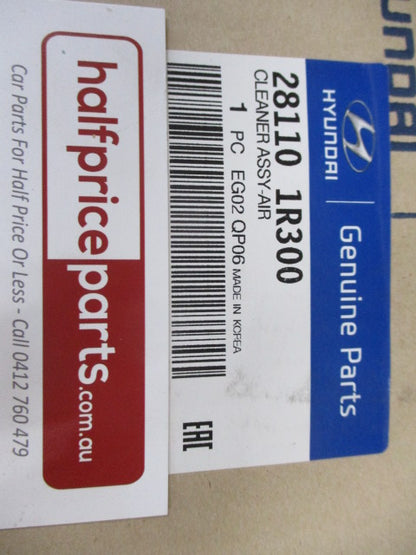 HYUNDAI
Genuine Parts
HYUNDAI
28110 1R300
CLEANER ASSY-AIR
1 PC EG02 QP06 MADE IN KOREA
EAC
halfpriceparts.com.au
Car Parts For Half Price Or Less - Call 0412 760 479